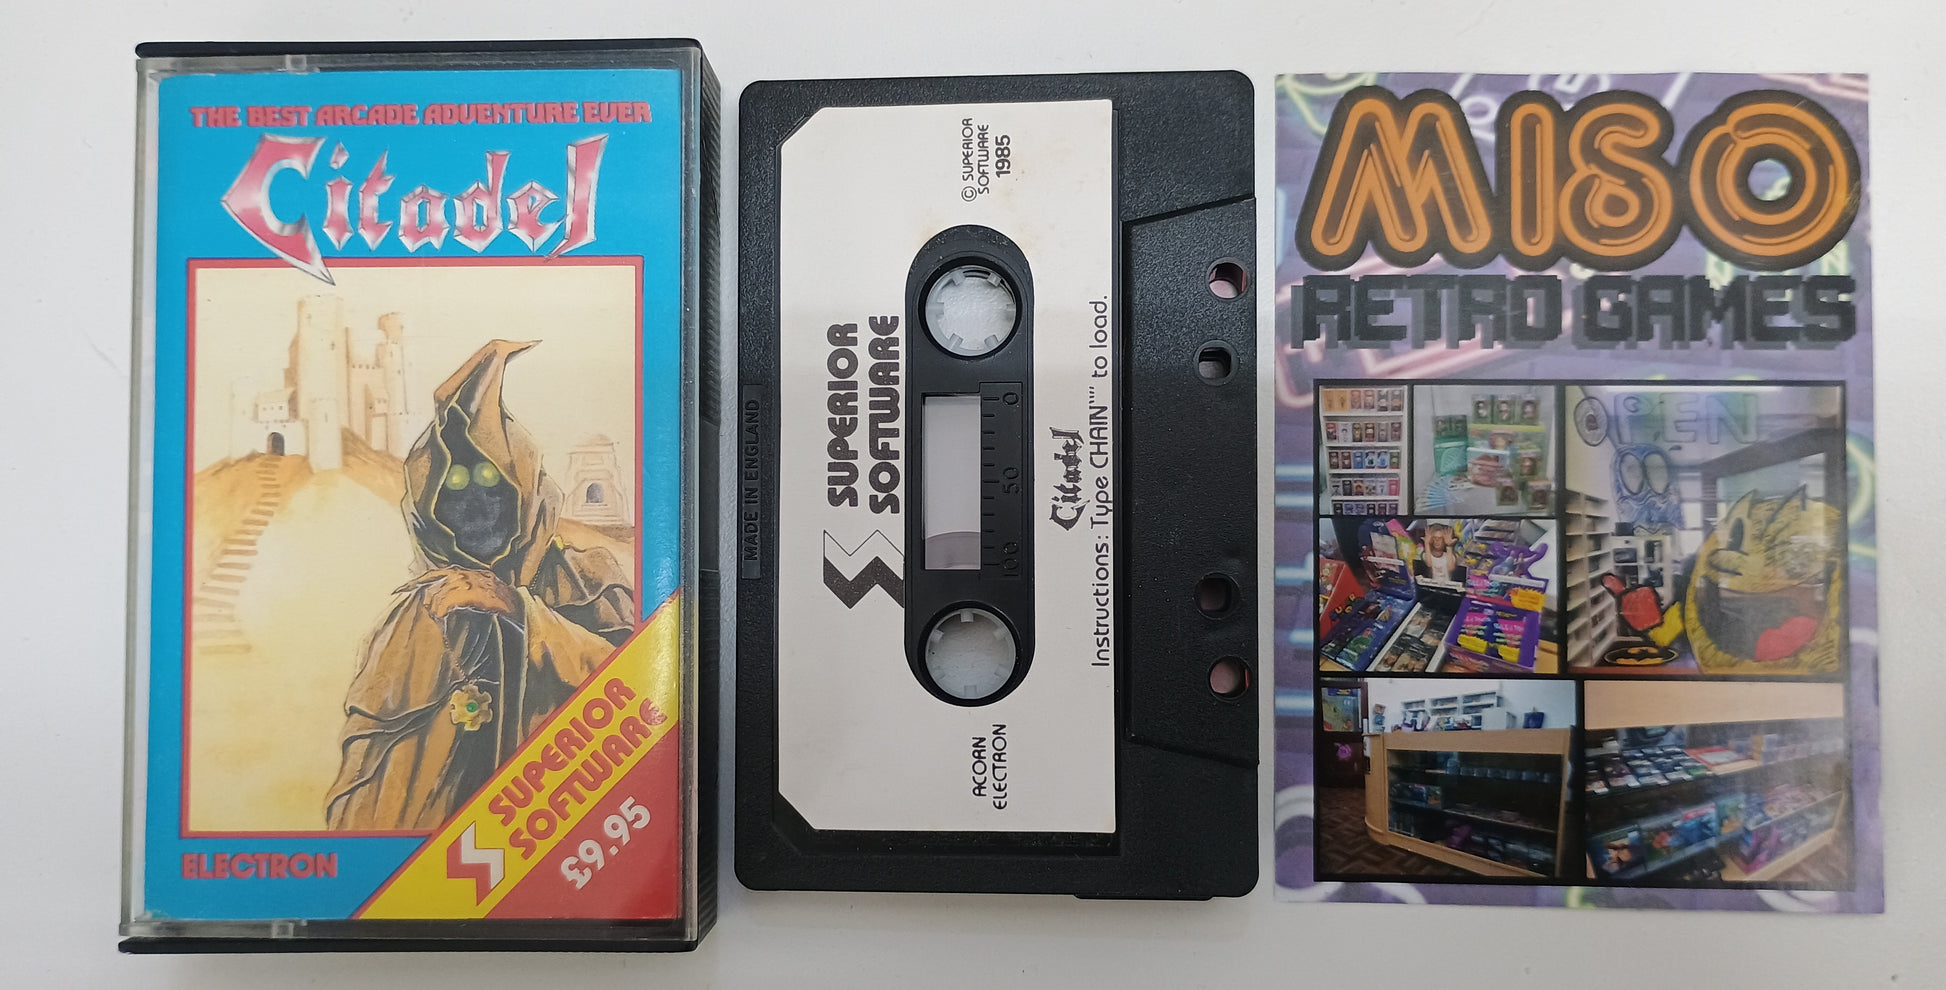 THE BEST ARCADE ADVENTURE EVER
Citadel
SUPERIOR
SOFTWARE
£9.95
ELECTRON
MADE IN ENGLAND
SUPERIOR
SOFTWARE
© SUPERIOR
SOFTWARE
1985
100 50 0
ACORN
ELECTRON
Citadel
Instructions: Type CHAIN"" to load.
MISO
RETRO GAMES
OPEN